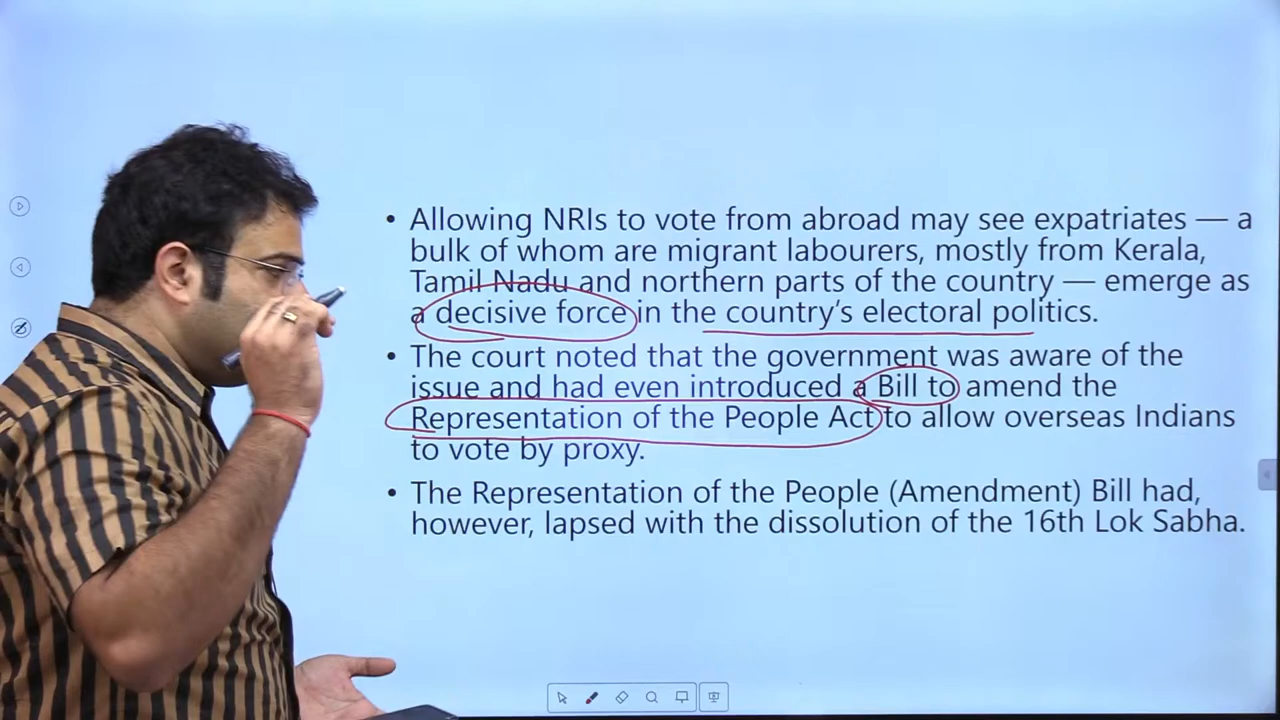 • Allowing NRIs to vote from abroad may see expatriates — a
bulk of whom are migrant labourers, mostly from Kerala,
Tamil Nadu and northern parts of the country — emerge as
a decisive force in the country's electoral politics.
• The court noted that the government was aware of the
issue and had even introduced a Bill to amend the
Representation of the People Act to allow overseas Indians
to vote by proxy.
• The Representation of the People (Amendment) Bill had,
however, lapsed with the dissolution of the 16th Lok Sabha.